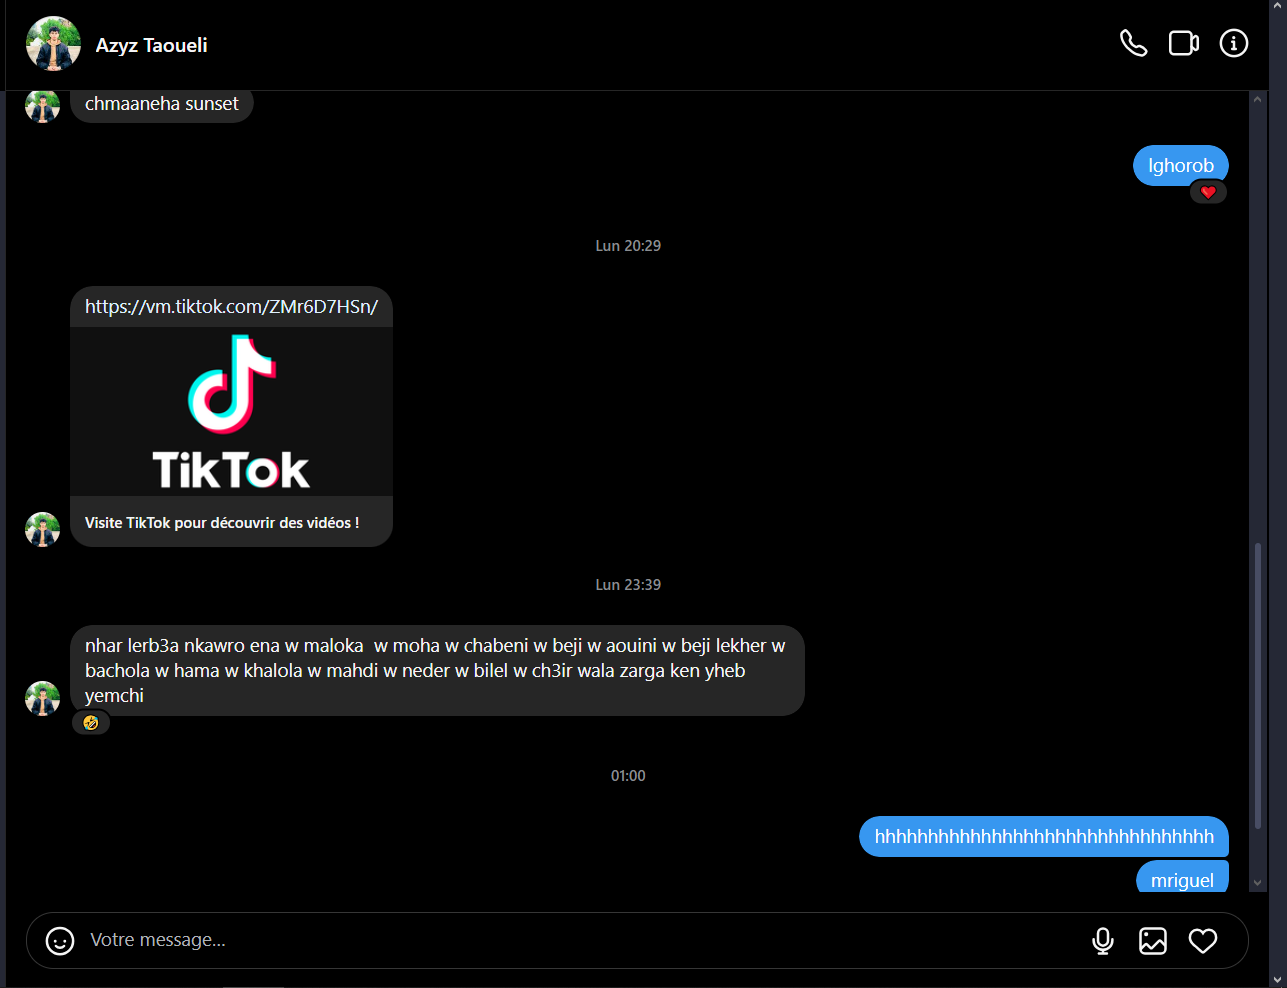 Azyz Taoueli
chmaaneha sunset
lghorob
Lun 20:29
https://vm.tiktok.com/ZMr6D7HSn/
TikTok
Visite TikTok pour découvrir des vidéos !
Lun 23:39
nhar lerb3a nkawro ena w maloka  w moha w chabeni w beji w aouini w beji lekher w
bachola w hama w khalola w mahdi w neder w bilel w ch3ir wala zarga ken yheb
yemchi
01:00
hhhhhhhhhhhhhhhhhhhhhhhhhhhhhhhh
mriguel
Votre message...